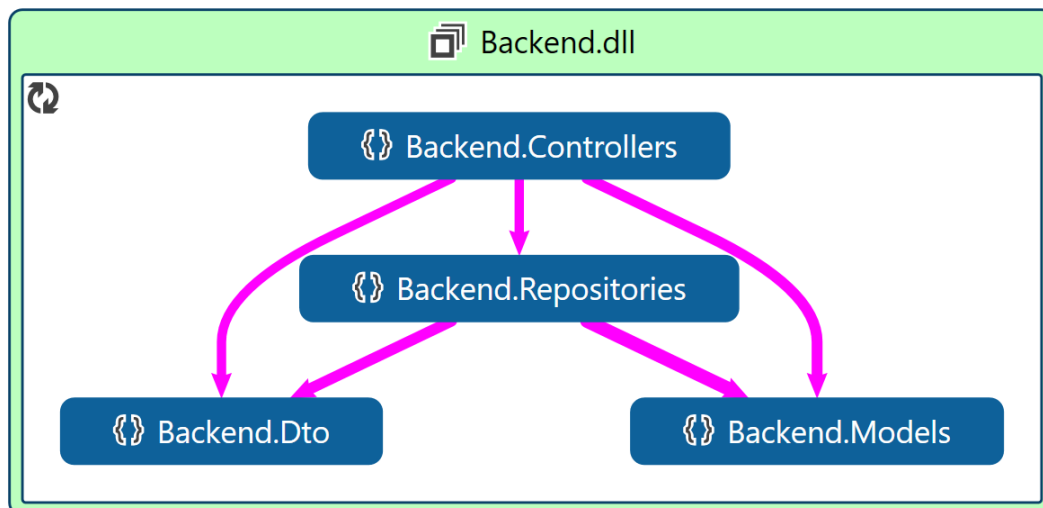 Backend.dll
{} Backend.Controllers
{} Backend.Repositories
{} Backend.Dto
{} Backend.Models